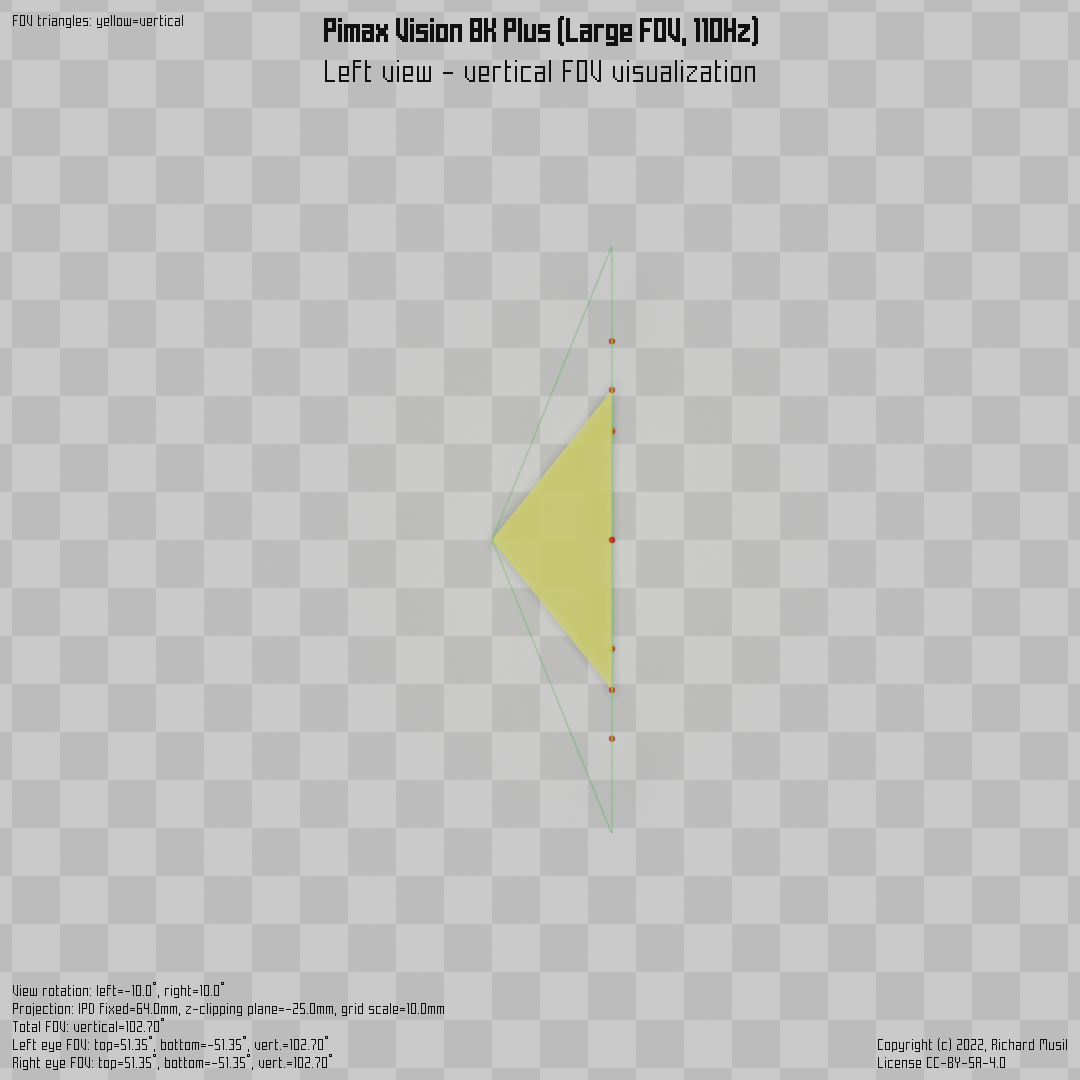 FOV triangles: yellow=vertical
Pimax Vision 8K Plus (Large FOV, 110Hz)
Left view - vertical FOV visualization
View rotation: left=-10.0°, right=10.0°
Projection: IPD fixed=64.0mm, z-clipping plane=-25.0mm, grid scale=10.0mm
Total FOV: vertical=102.70°
Left eye FOV: top=51.35°, bottom=-51.35°, vert.=102.70°
Right eye FOV: top=51.35°, bottom=-51.35°, vert.=102.70°
Copyright (c) 2022, Richard Musil
License CC-BY-SA-4.0